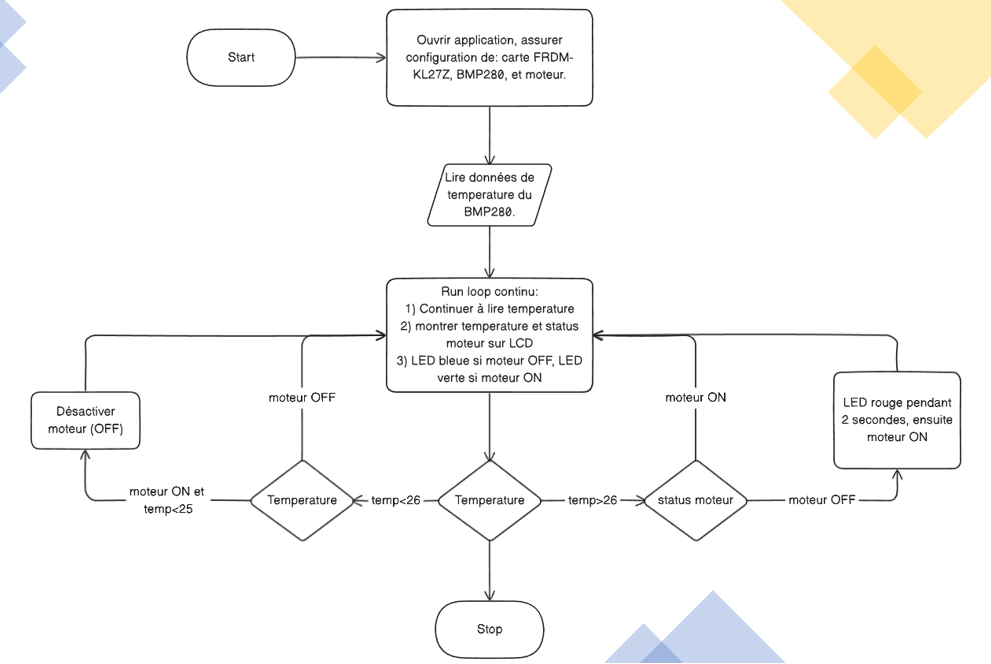 Start
Ouvrir application, assurer
configuration de: carte FRDM-
KL27Z, BMP280, et moteur.
Lire données de
temperature du
BMP280.
Run loop continu:
1) Continuer à lire temperature
2) montrer temperature et status
moteur sur LCD
3) LED bleue si moteur OFF, LED
verte si moteur ON
moteur OFF
moteur ON
Désactiver
moteur (OFF)
LED rouge pendant
2 secondes, ensuite
moteur ON
moteur ON et
temp<25
Temperature
temp<26
Temperature
temp>26
status moteur
moteur OFF
Stop